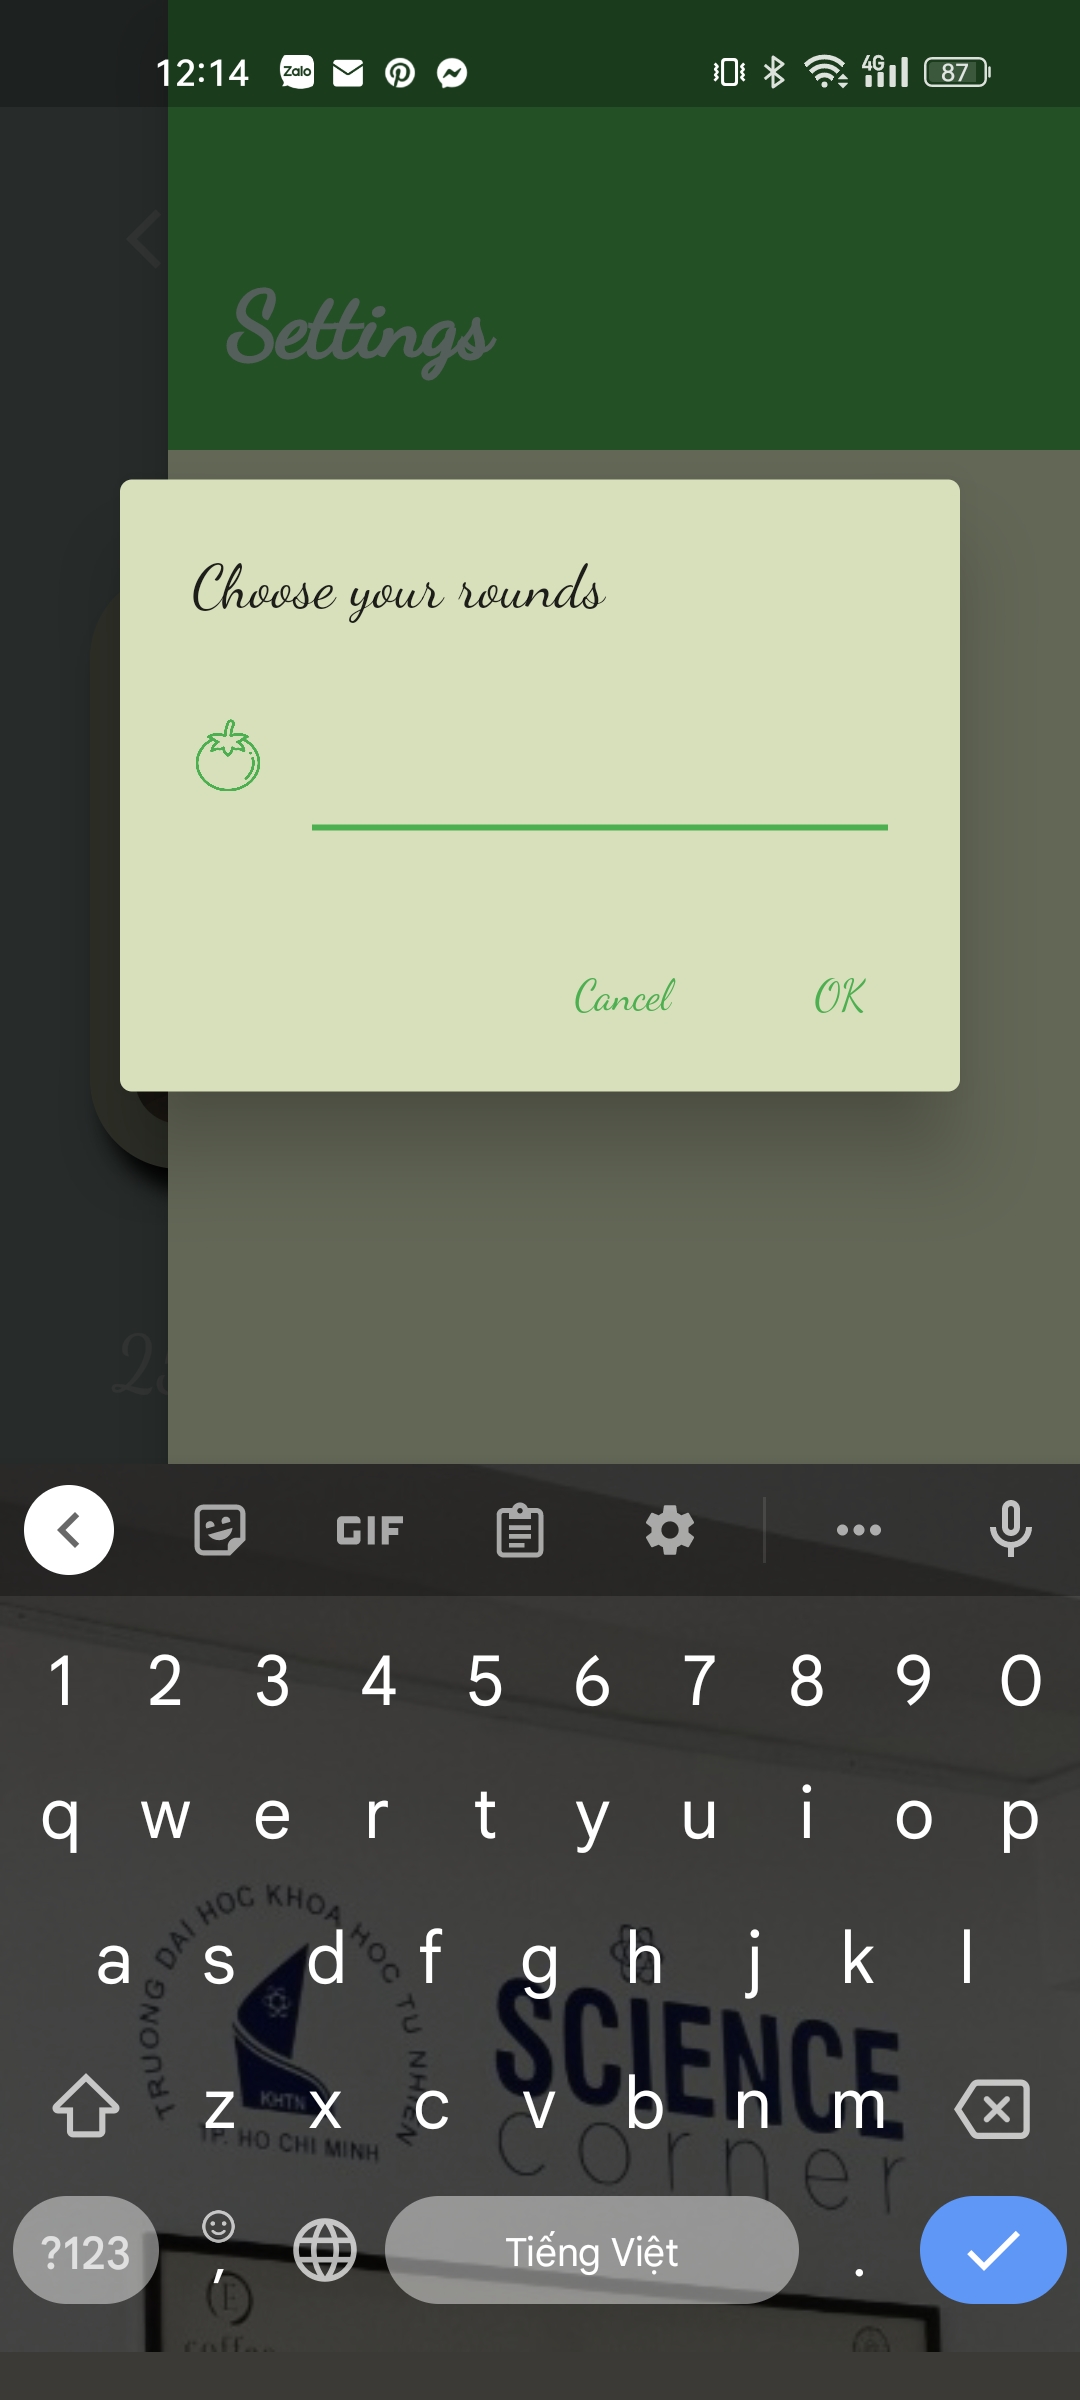 12:14 Zalo 4G 87
Settings
Choose your rounds
Cancel OK
GIF
1 2 3 4 5 6 7 8 9 0
q w e r t y u i o p
a s d f g h j k l
z x c v b n m
?123 , Tiếng Việt .
TRUONG DAI HOC KHOA HOC TU NHIEN
KHTN
TP. HO CHI MINH
SCIENCE
corner
E
coffee